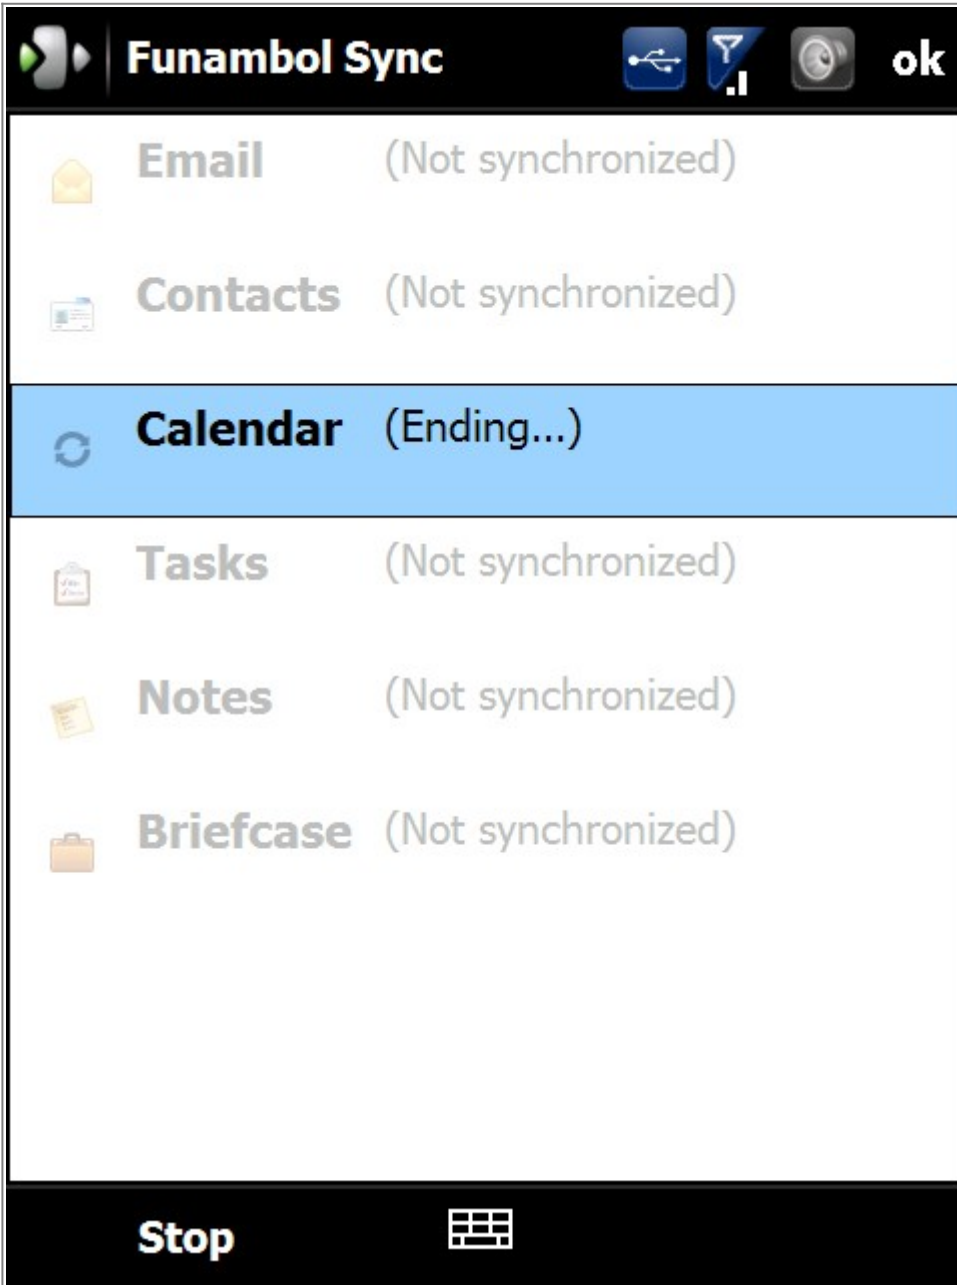 Funambol Sync ok
Email (Not synchronized)
Contacts (Not synchronized)
Calendar (Ending...)
Tasks (Not synchronized)
Notes (Not synchronized)
Briefcase (Not synchronized)
Stop